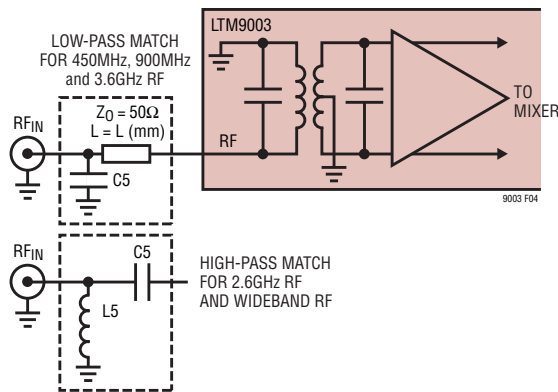 LTM9003
LOW-PASS MATCH
FOR 450MHz, 900MHz
and 3.6GHz RF
ZO = 50Ω
L = L (mm)
RFIN
RF
C5
TO
MIXER
9003 F04
RFIN
C5
L5
HIGH-PASS MATCH
FOR 2.6GHz RF
AND WIDEBAND RF